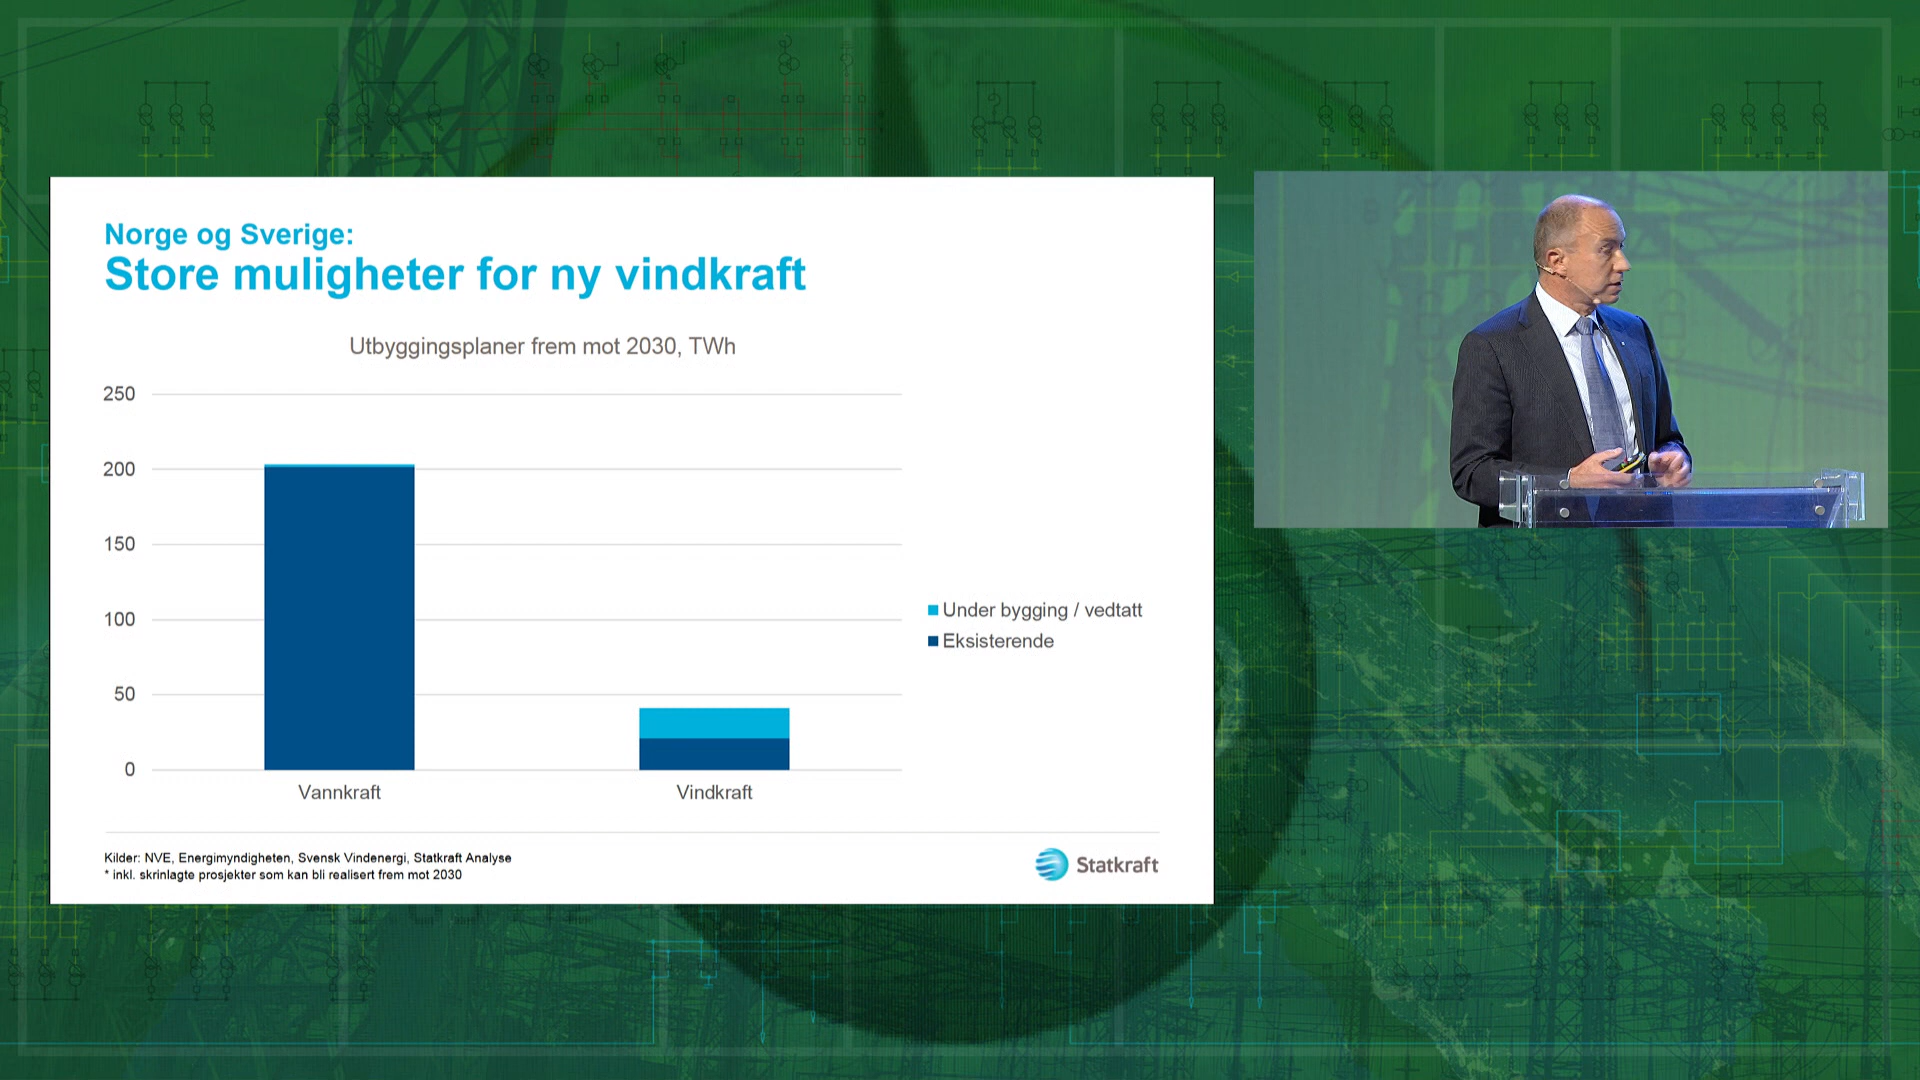 Norge og Sverige:
Store muligheter for ny vindkraft
Utbyggingsplaner frem mot 2030, TWh
250
200
150
100
50
0
Vannkraft
Vindkraft
Under bygging / vedtatt
Eksisterende
Kilder: NVE, Energimyndigheten, Svensk Vindenergi, Statkraft Analyse
* inkl. skrinlagte prosjekter som kan bli realisert frem mot 2030
Statkraft